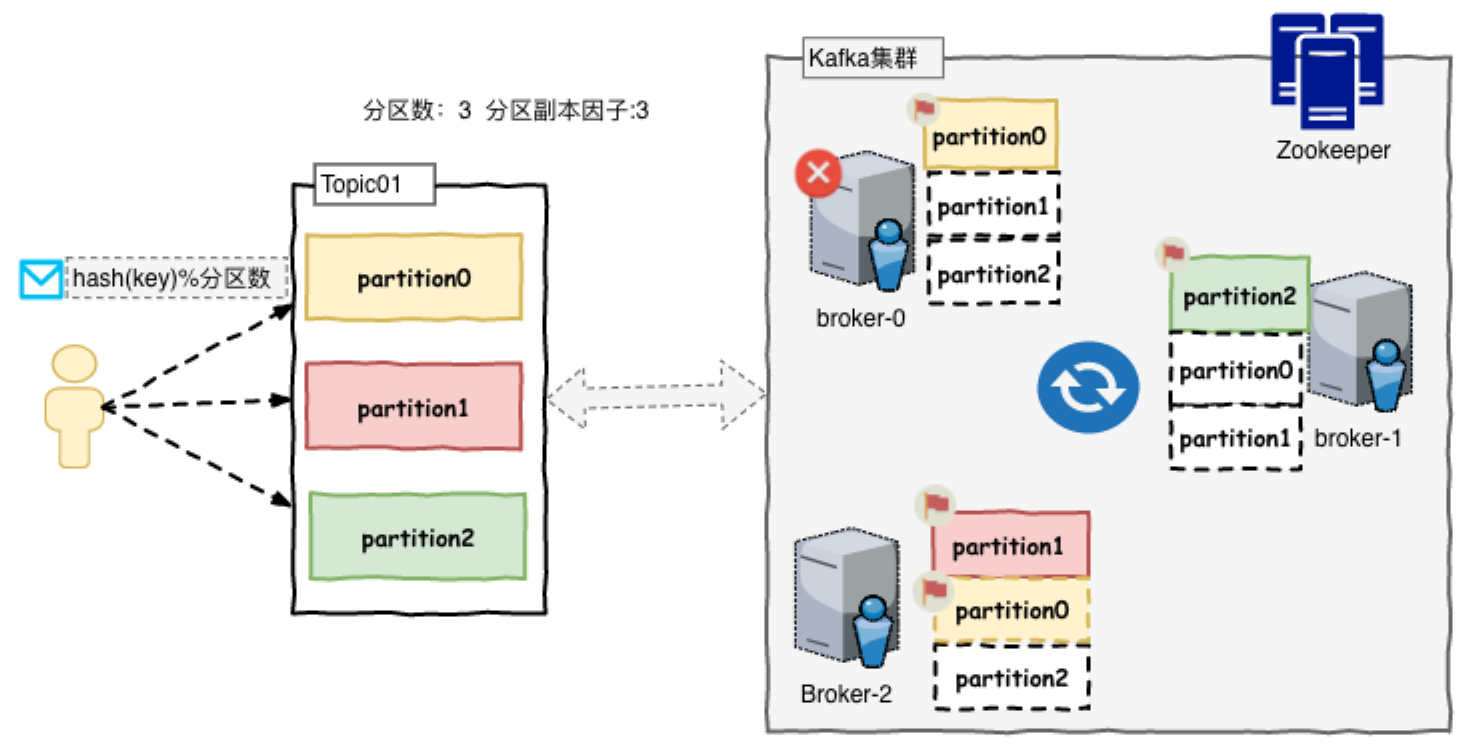 Kafka集群
分区数：3 分区副本因子:3
partition0
Zookeeper
Topic01
partition1
hash(key)%分区数
partition0
partition2
broker-0
partition2
partition0
partition1
partition1
broker-1
partition2
partition1
partition0
partition2
Broker-2